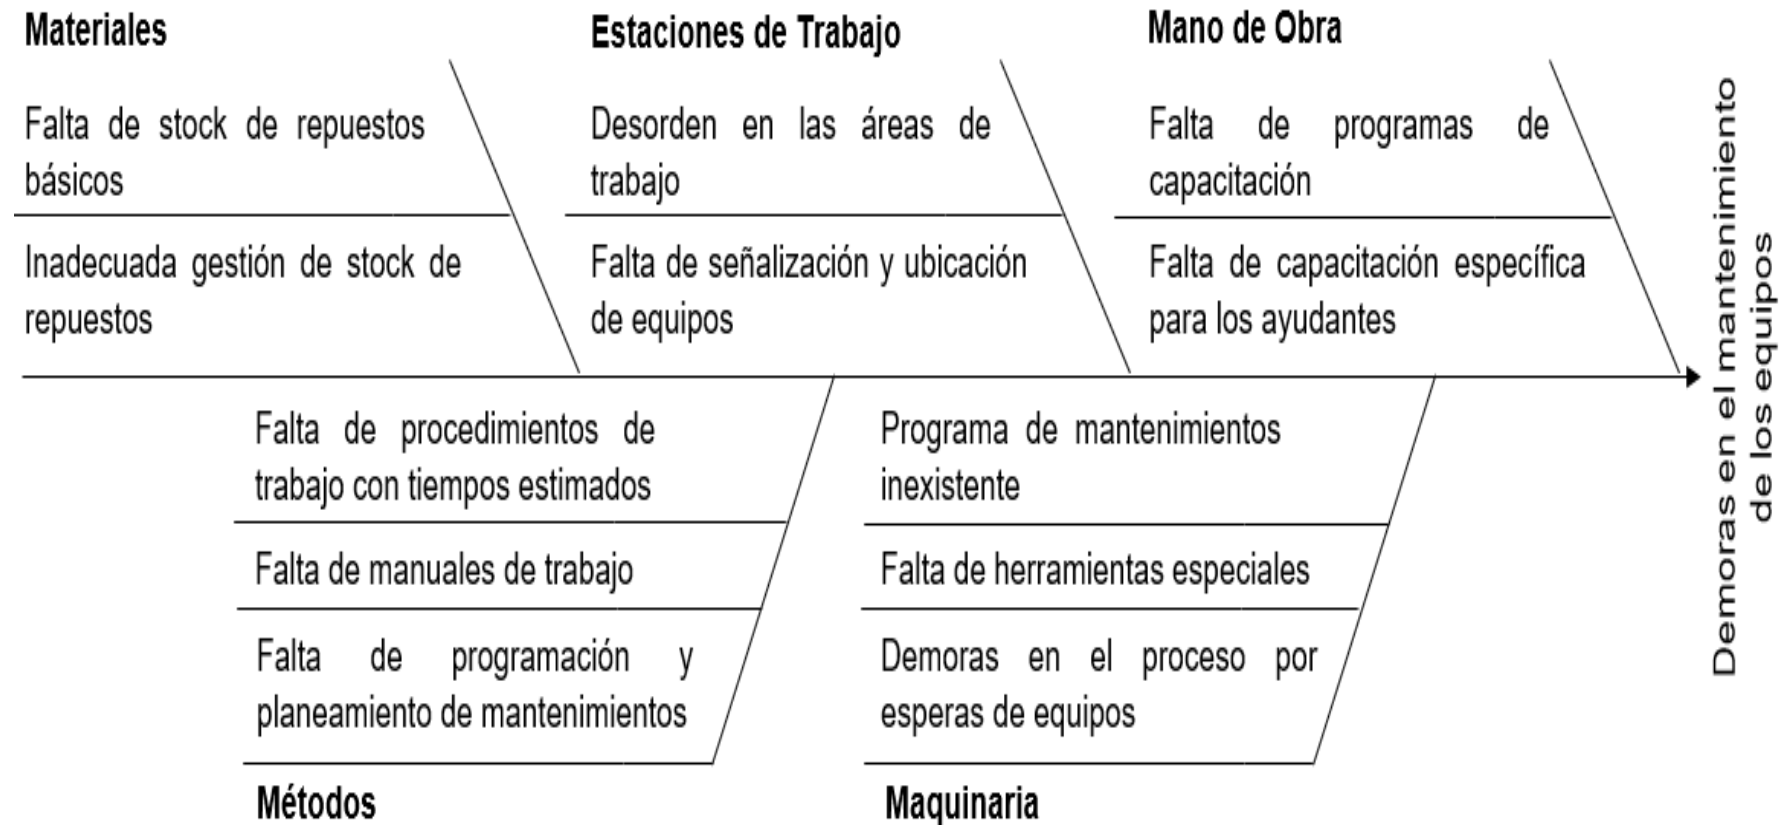 Materiales
Falta de stock de repuestos
básicos
Inadecuada gestión de stock de
repuestos
Estaciones de Trabajo
Desorden en las áreas de
trabajo
Falta de señalización y ubicación
de equipos
Mano de Obra
Falta de programas de
capacitación
Falta de capacitación específica
para los ayudantes
Falta de procedimientos de
trabajo con tiempos estimados
Falta de manuales de trabajo
Falta de programación y
planeamiento de mantenimientos
Métodos
Programa de mantenimientos
inexistente
Falta de herramientas especiales
Demoras en el proceso por
esperas de equipos
Maquinaria
Demoras en el mantenimiento
de los equipos